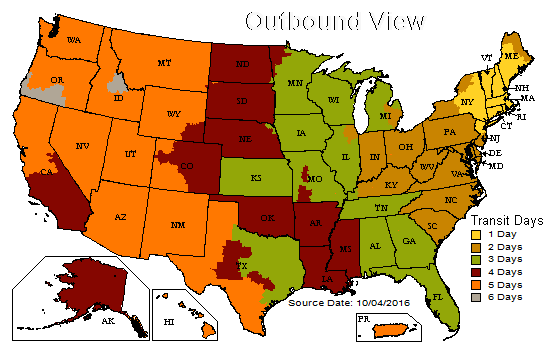 Outbound View
WA
MT
ND
MN
VT
ME
OR
ID
SD
WI
MI
NY
NH
MA
WY
RI
CT
NV
UT
CO
NE
IA
IL
IN
OH
PA
NJ
DE
MD
WV
VA
CA
KS
MO
KY
NC
AZ
NM
OK
AR
TN
SC
TX
LA
MS
AL
GA
FL
AK
HI
PR
Transit Days
1 Day
2 Days
3 Days
4 Days
5 Days
6 Days
Source Date: 10/04/2016